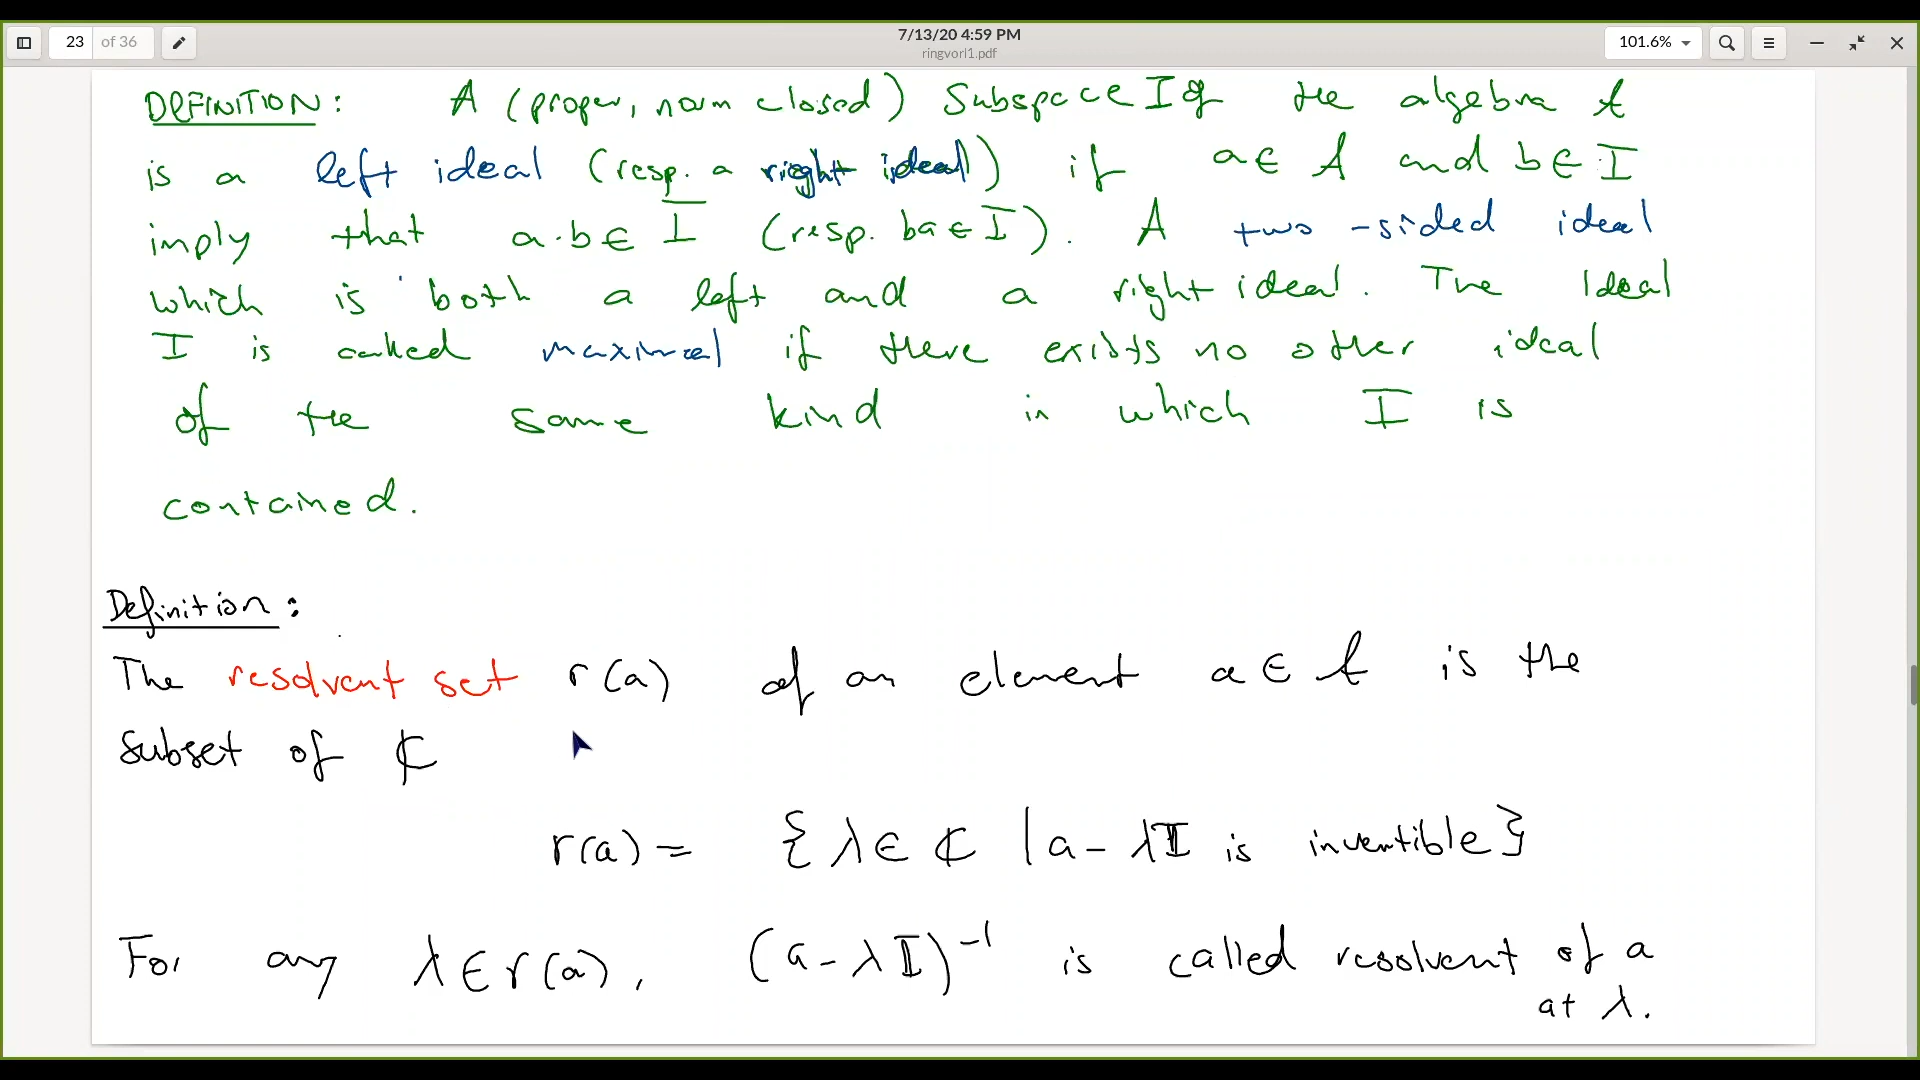 23 of 36
7/13/20 4:59 PM
ringvorl1.pdf
101.6%
DEFINITION: A (proper, norm closed) Subspace I of the algebra A
is a left ideal (resp. a right ideal) if a ∈ A and b ∈ I
imply that a·b ∈ I (resp. ba ∈ I). A two-sided ideal
which is both a left and a right ideal. The Ideal
I is called maximal if there exists no other ideal
of the same kind in which I is
contained.
Definition:
The resolvent set r(a) of an element a ∈ A is the
Subset of ℂ
r(a) = {λ ∈ ℂ | a - λ𝕀 is invertible}
For any λ ∈ r(a), (a - λ𝕀)⁻¹ is called resolvent of a
at λ.